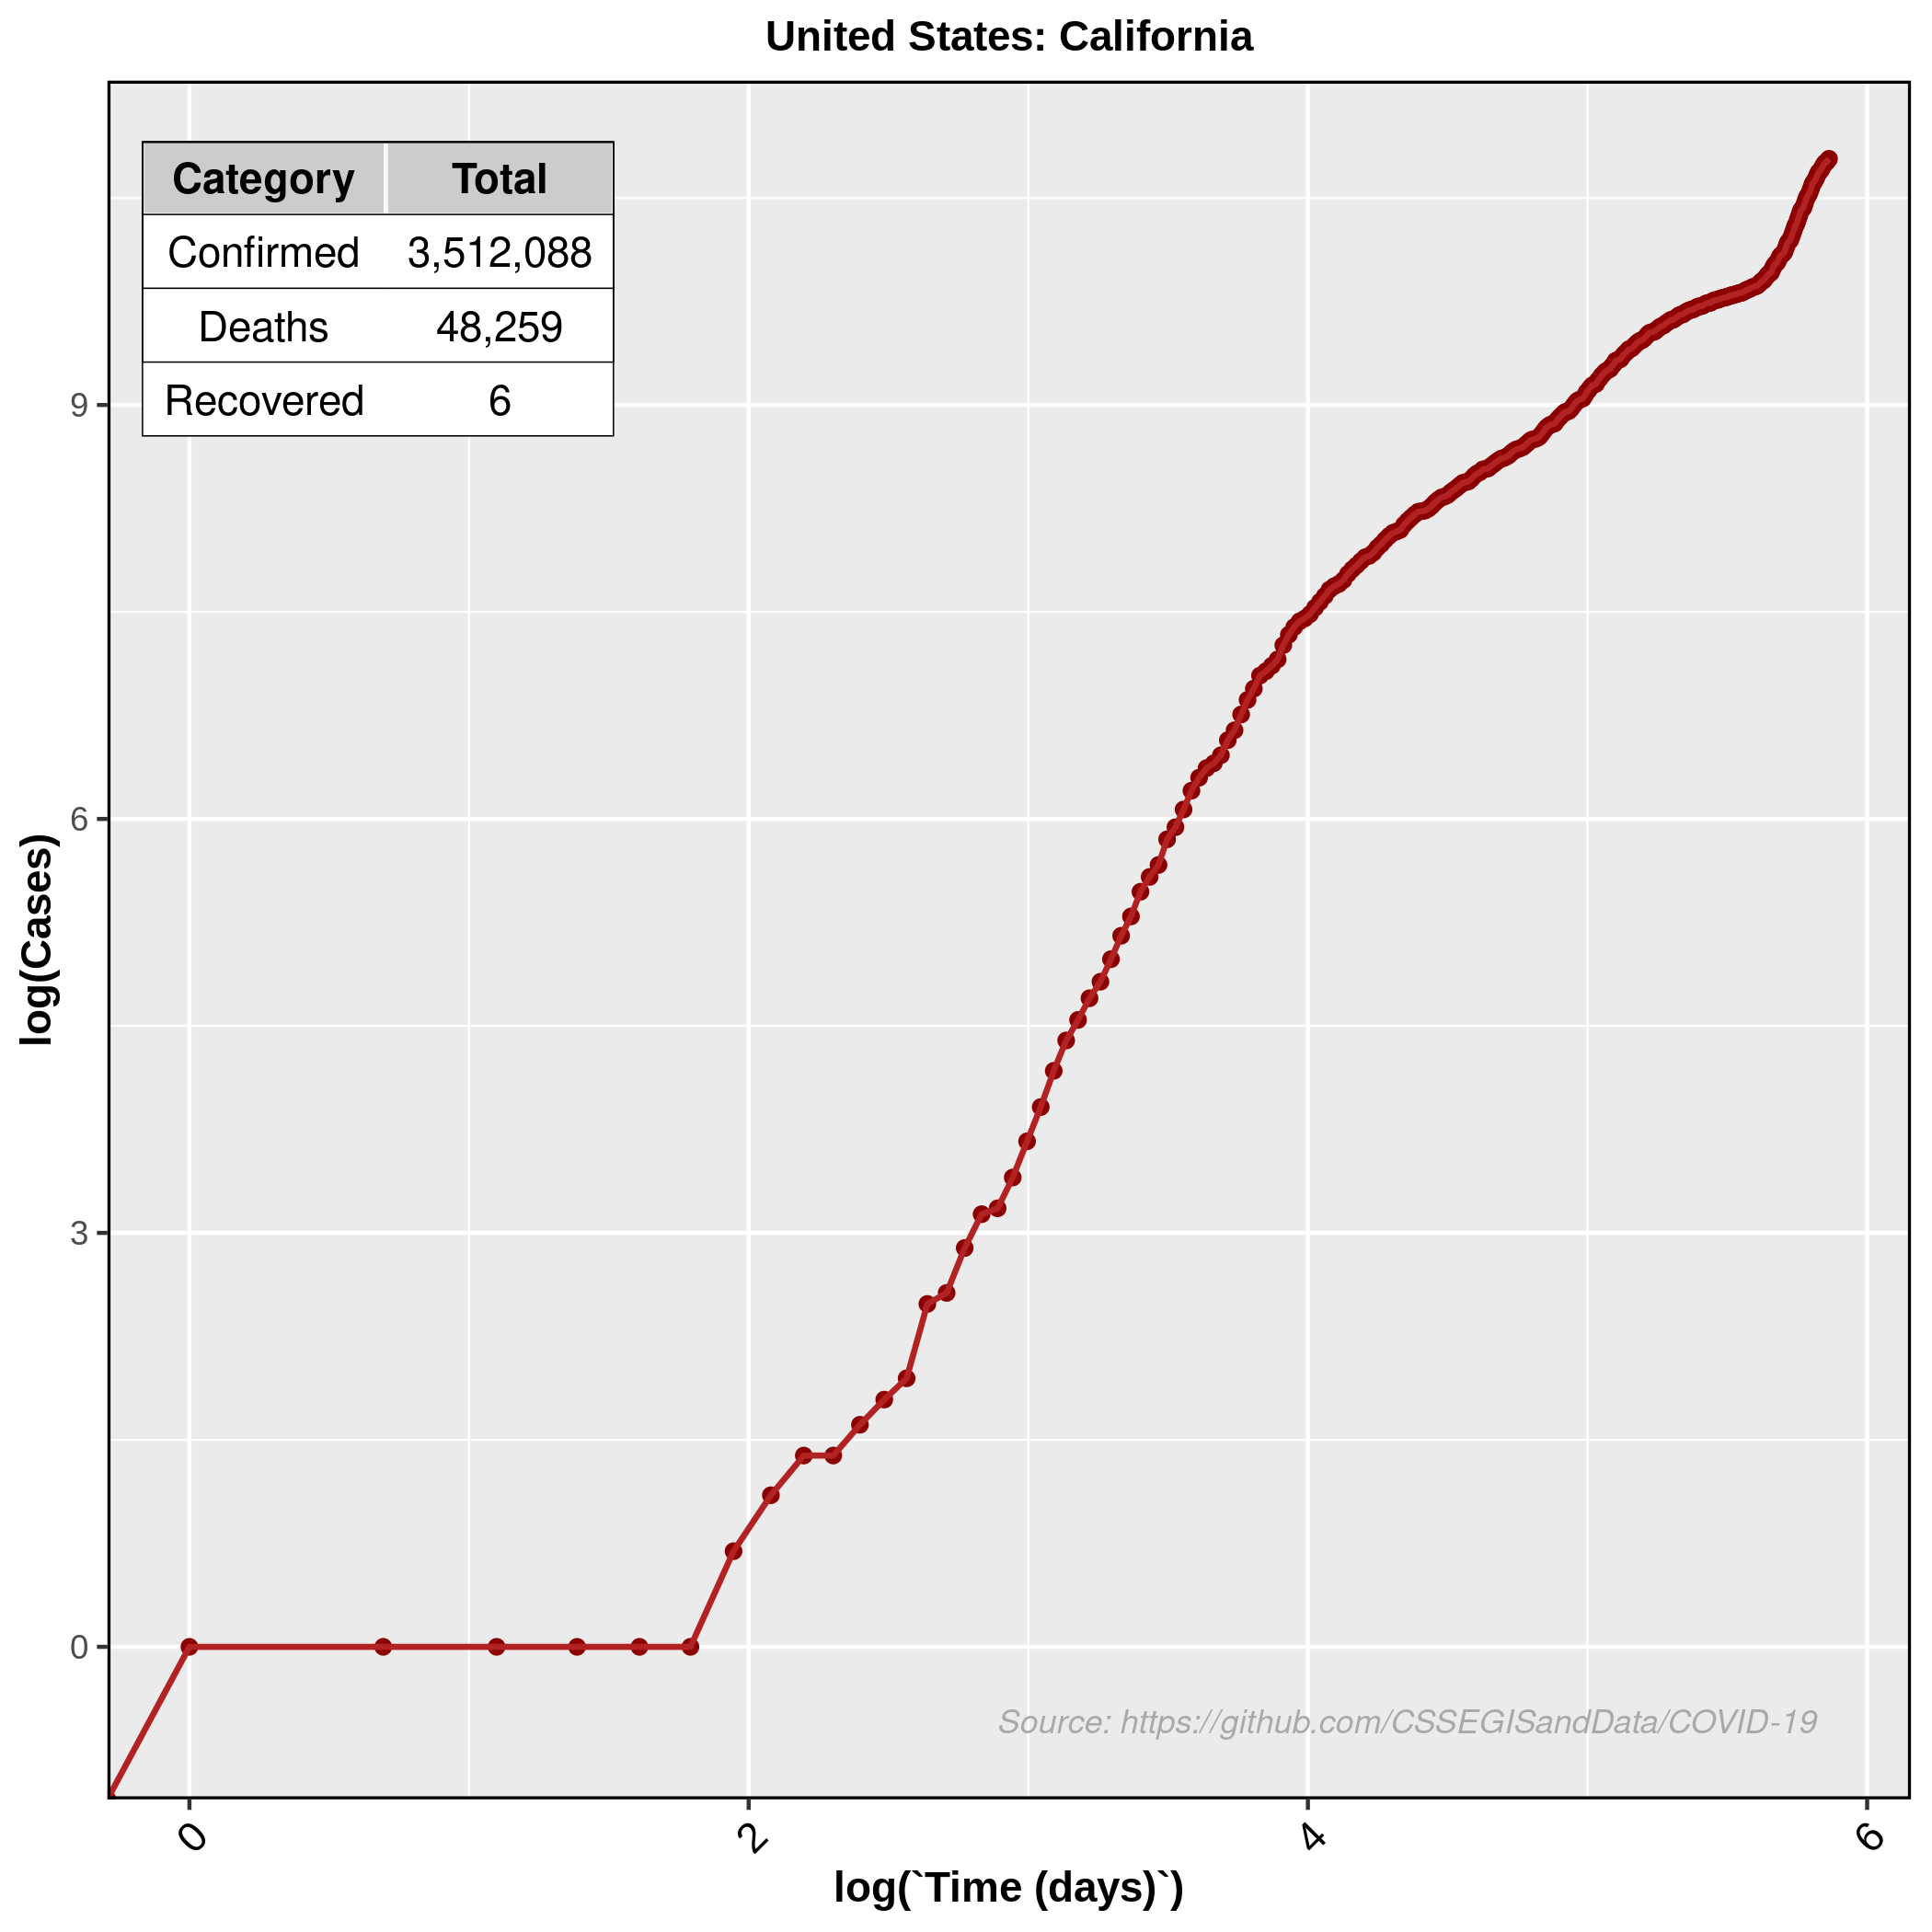 United States: California
Category Total
Confirmed 3,512,088
Deaths 48,259
Recovered 6
9
6
3
0
log(Cases)
Source: https://github.com/CSSEGISandData/COVID-19
0 2 4 6
log(`Time (days)`)